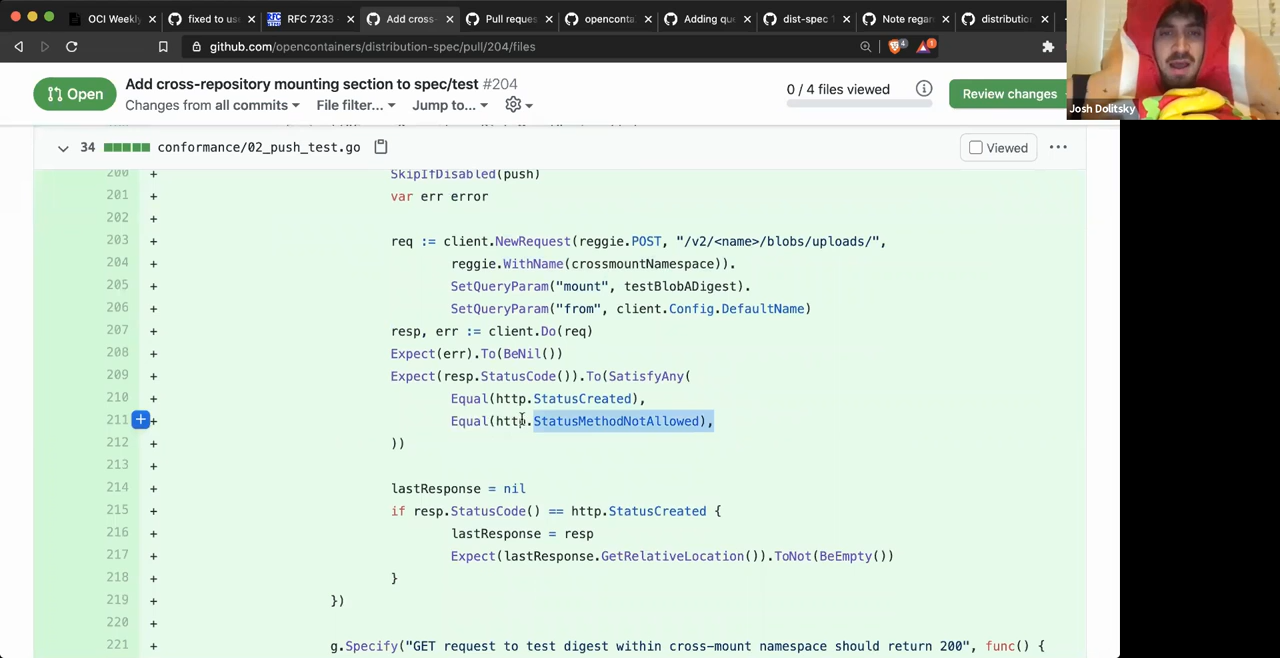 OCI Weekly
fixed to us
RFC 7233
Add cross-
Pull reques
openconta
Adding qu
dist-spec
Note regar
distribution
github.com/opencontainers/distribution-spec/pull/204/files
4
1
Open
Add cross-repository mounting section to spec/test #204
Changes from all commits
File filter...
Jump to...
0 / 4 files viewed
Review changes
Josh Dolitsky
34
conformance/02_push_test.go
Viewed
200 + SkipIfDisabled(push)
201 + var err error
202 +
203 + req := client.NewRequest(reggie.POST, "/v2/<name>/blobs/uploads/",
204 + reggie.WithName(crossmountNamespace)).
205 + SetQueryParam("mount", testBlobADigest).
206 + SetQueryParam("from", client.Config.DefaultName)
207 + resp, err := client.Do(req)
208 + Expect(err).To(BeNil())
209 + Expect(resp.StatusCode()).To(SatisfyAny(
210 + Equal(http.StatusCreated),
211 + Equal(http.StatusMethodNotAllowed),
212 + ))
213 +
214 + lastResponse = nil
215 + if resp.StatusCode() == http.StatusCreated {
216 + lastResponse = resp
217 + Expect(lastResponse.GetRelativeLocation()).ToNot(BeEmpty())
218 + }
219 + })
220 +
221 + g.Specify("GET request to test digest within cross-mount namespace should return 200", func() {